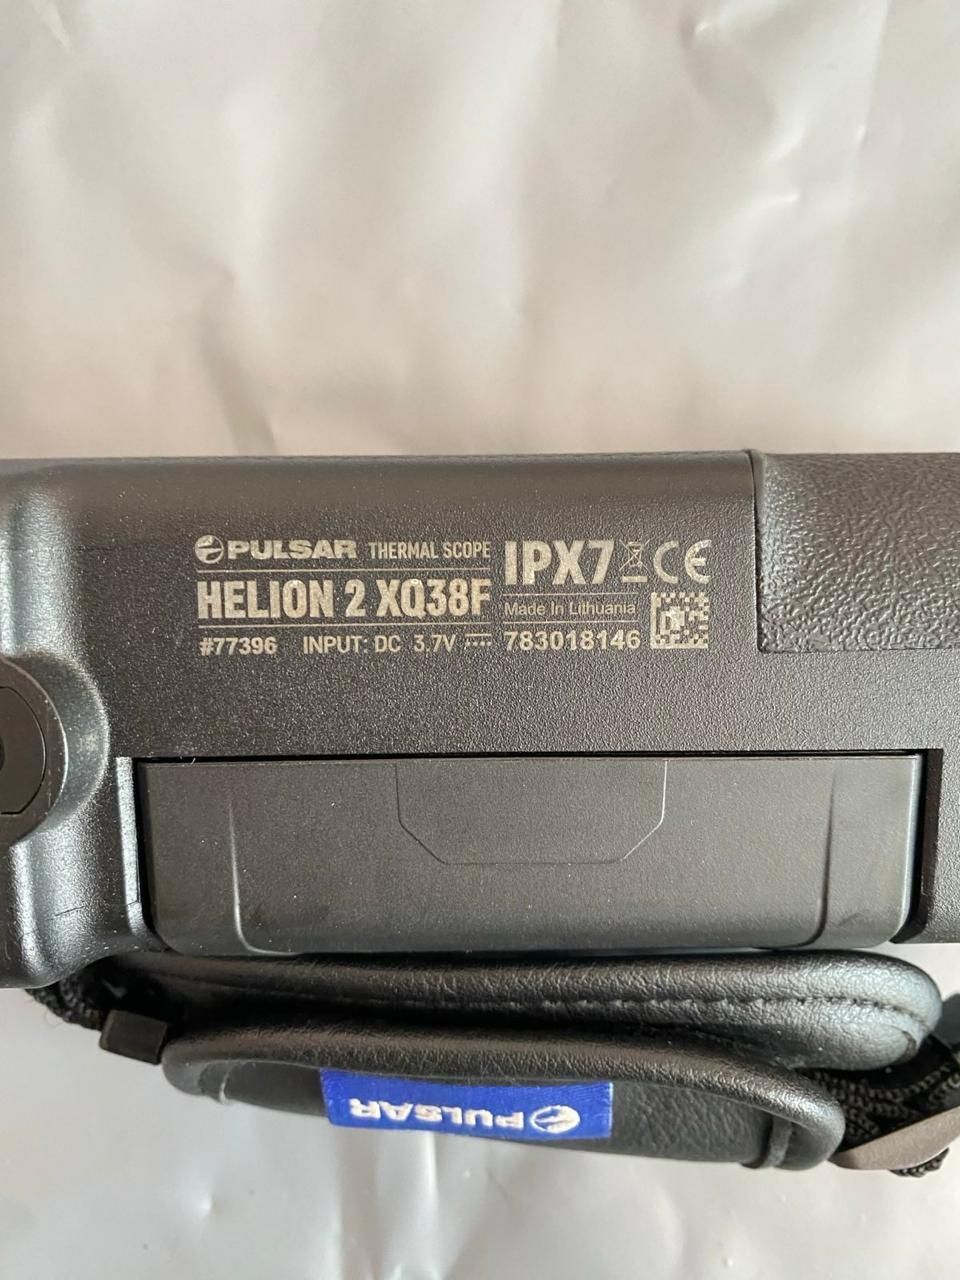 PULSAR THERMAL SCOPE
HELION 2 XQ38F
#77396 INPUT: DC 3.7V
IPX7 CE
Made In Lithuania
783018146
PULSAR